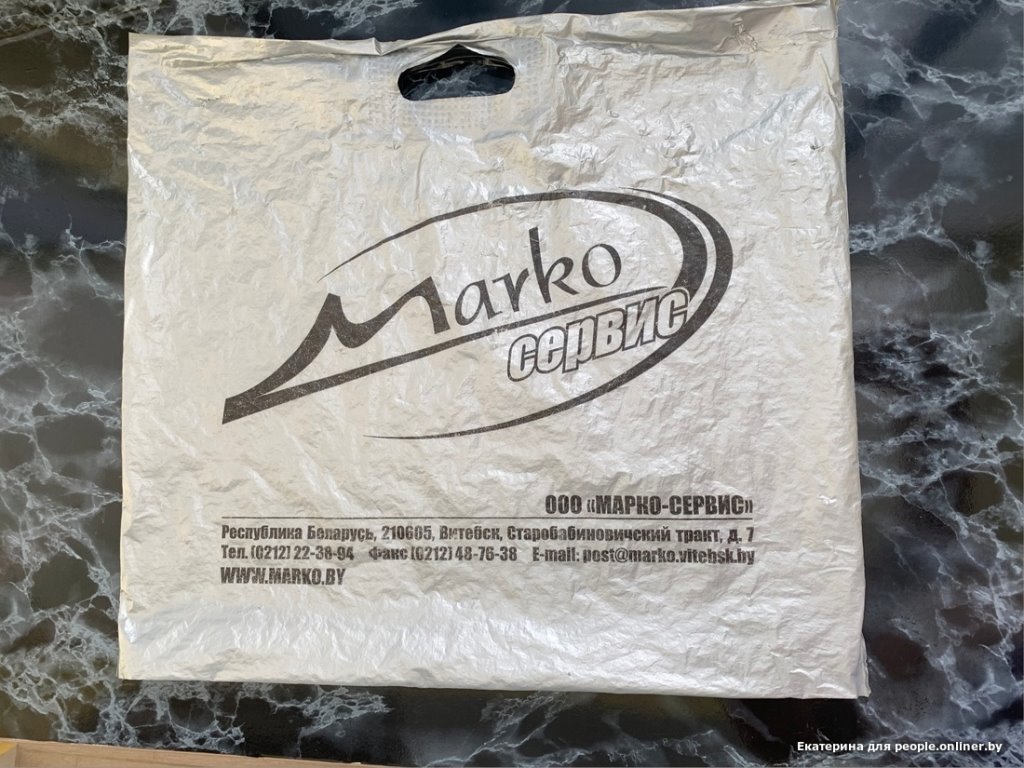 Marko
сервис
ООО «МАРКО-СЕРВИС»
Республика Беларусь, 210605, Витебск, Старобабиновичский тракт, д. 7
Тел. (0212) 22-38-94 Факс (0212) 48-76-38 E-mail: post@marko.vitebsk.by
WWW.MARKO.BY
Екатерина для people.onliner.by